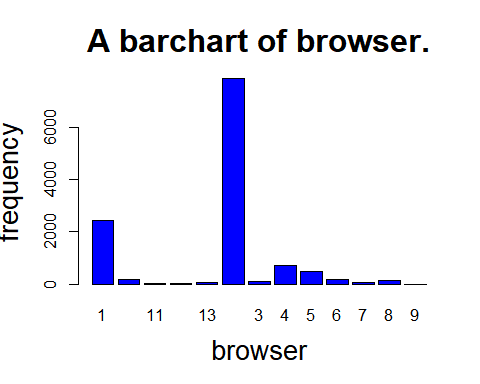 A barchart of browser.
frequency
6000
4000
2000
0
1 11 13 3 4 5 6 7 8 9
browser